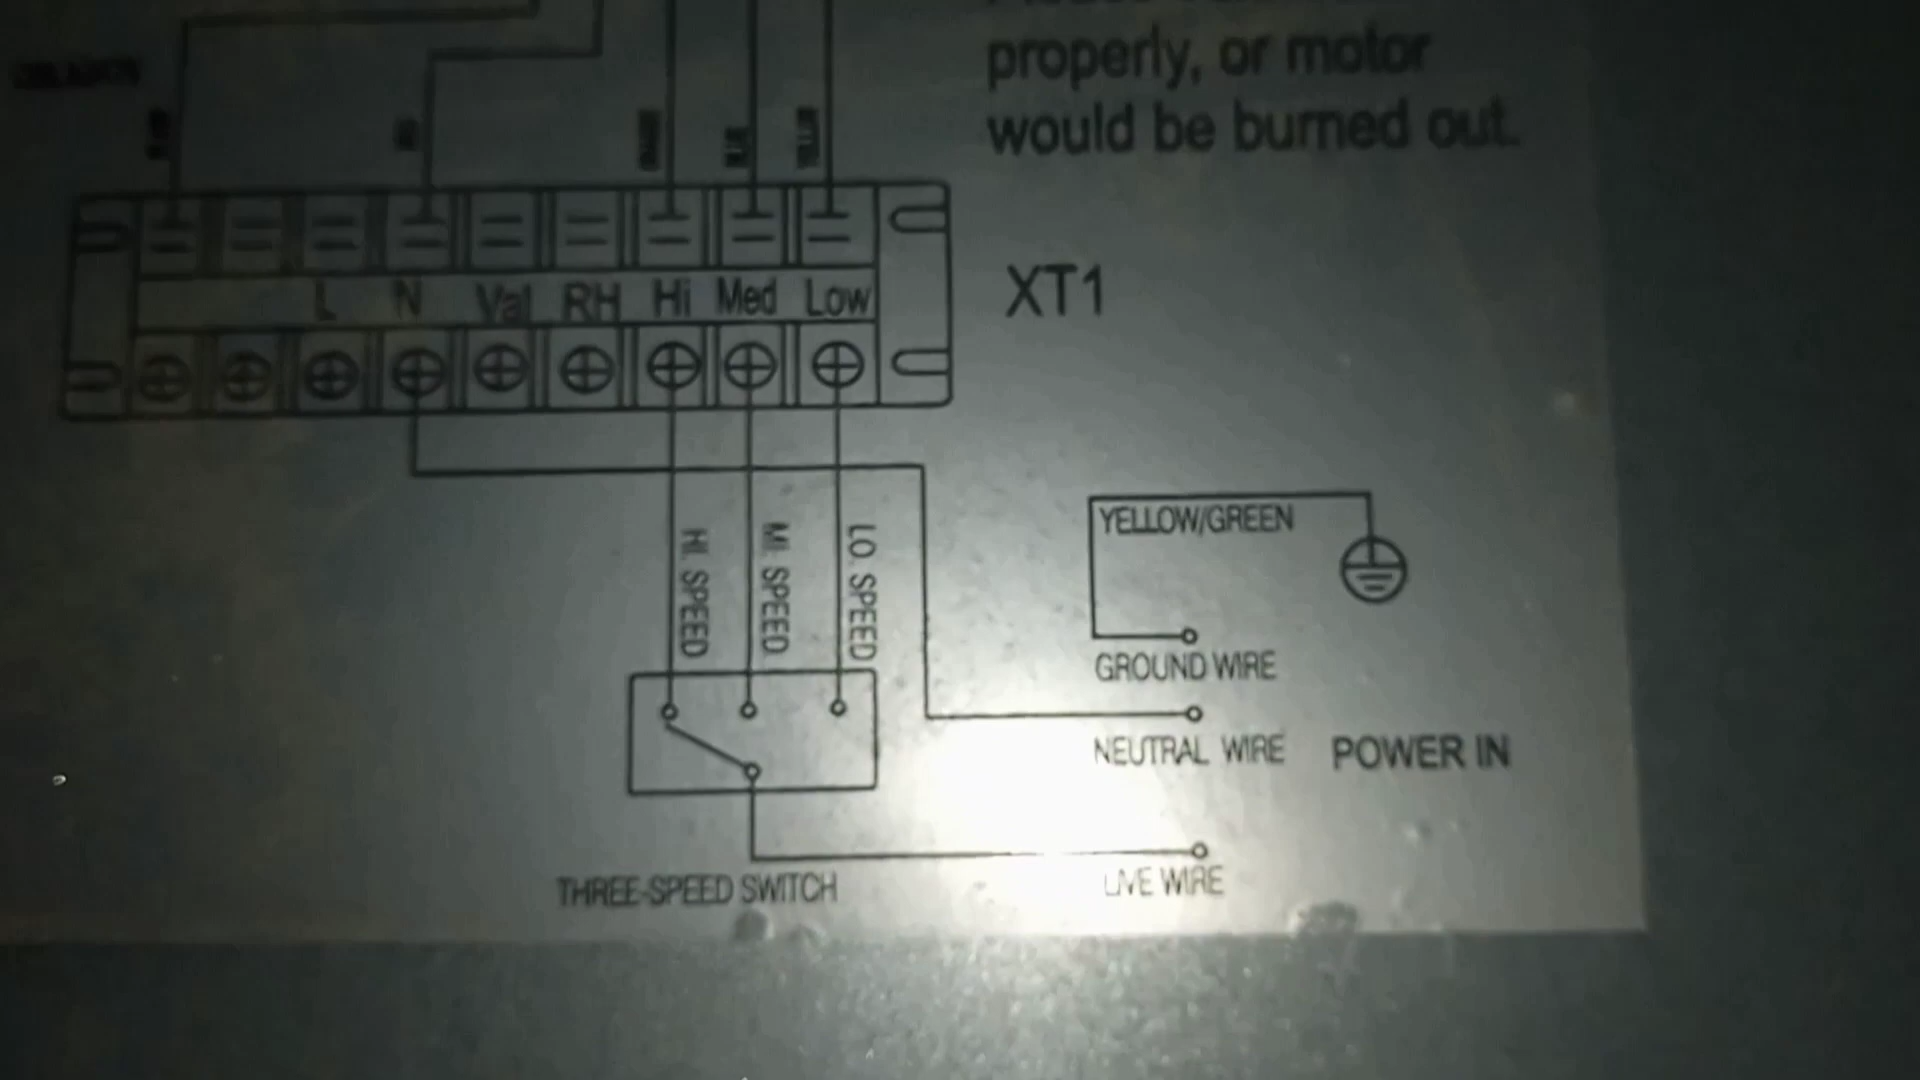 properly, or motor
would be burned out.
L N Val RH Hi Med Low
XT1
HI. SPEED
MI. SPEED
LO. SPEED
YELLOW/GREEN
GROUND WIRE
NEUTRAL WIRE
POWER IN
LIVE WIRE
THREE-SPEED SWITCH